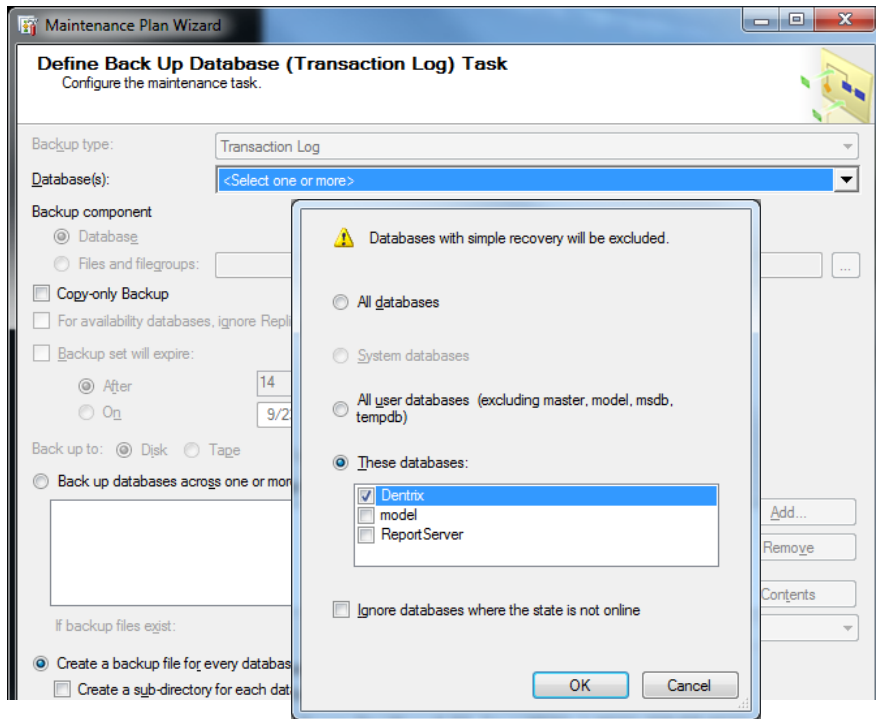 Maintenance Plan Wizard
Define Back Up Database (Transaction Log) Task
Configure the maintenance task.
Backup type:
Transaction Log
Database(s):
<Select one or more>
Backup component
Database
Files and filegroups:
...
Copy-only Backup
For availability databases, ignore Repli
Backup set will expire:
After
14
On
9/2
Back up to:
Disk
Tape
Back up databases across one or mor
Add...
Remove
Contents
If backup files exist:
Create a backup file for every databas
Create a sub-directory for each dat
Databases with simple recovery will be excluded.
All databases
System databases
All user databases (excluding master, model, msdb,
tempdb)
These databases:
Dentrix
model
ReportServer
Ignore databases where the state is not online
OK
Cancel